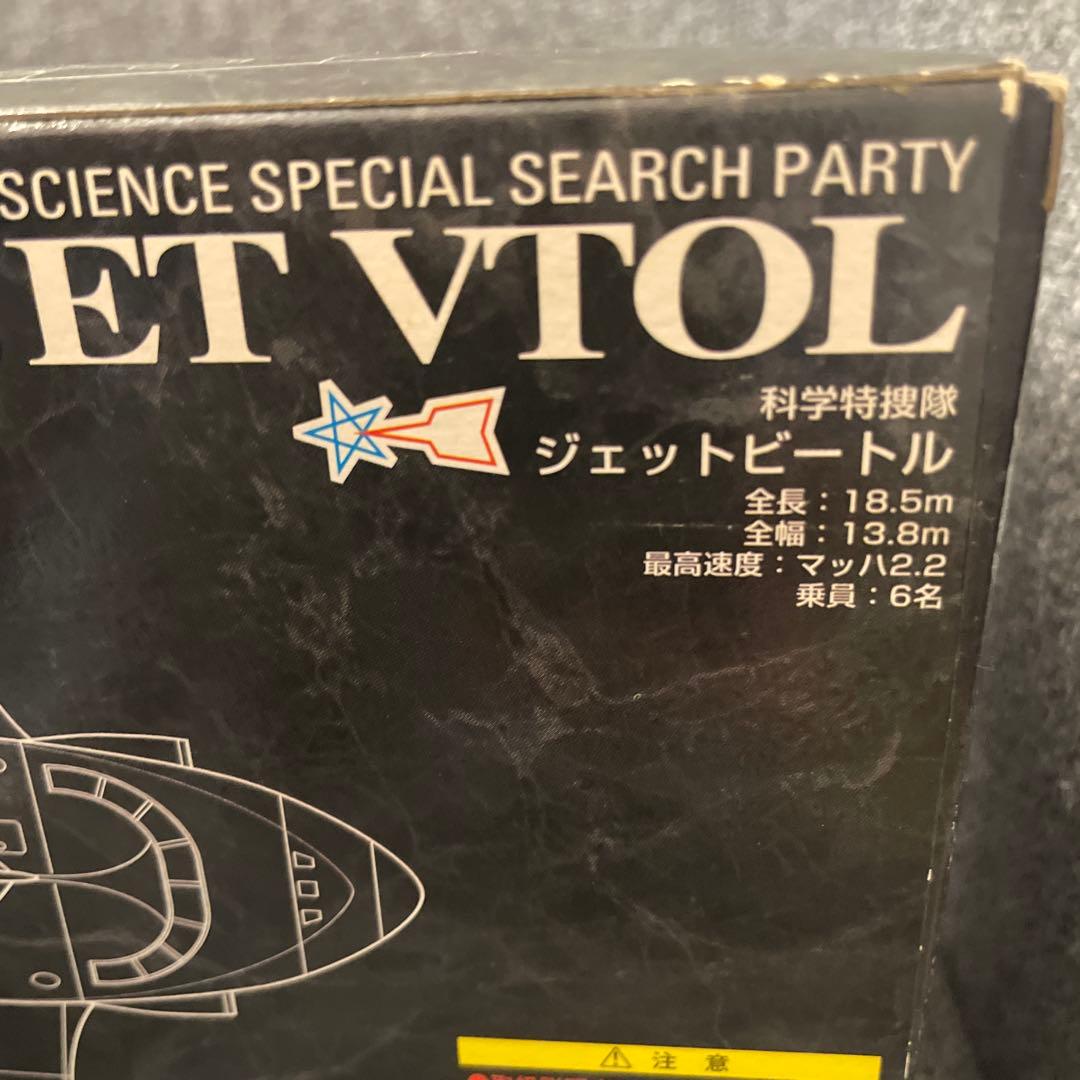 SCIENCE SPECIAL SEARCH PARTY
ET VTOL
科学特捜隊
ジェットビートル
全長：18.5m
全幅：13.8m
最高速度：マッハ2.2
乗員：6名
⚠ 注意